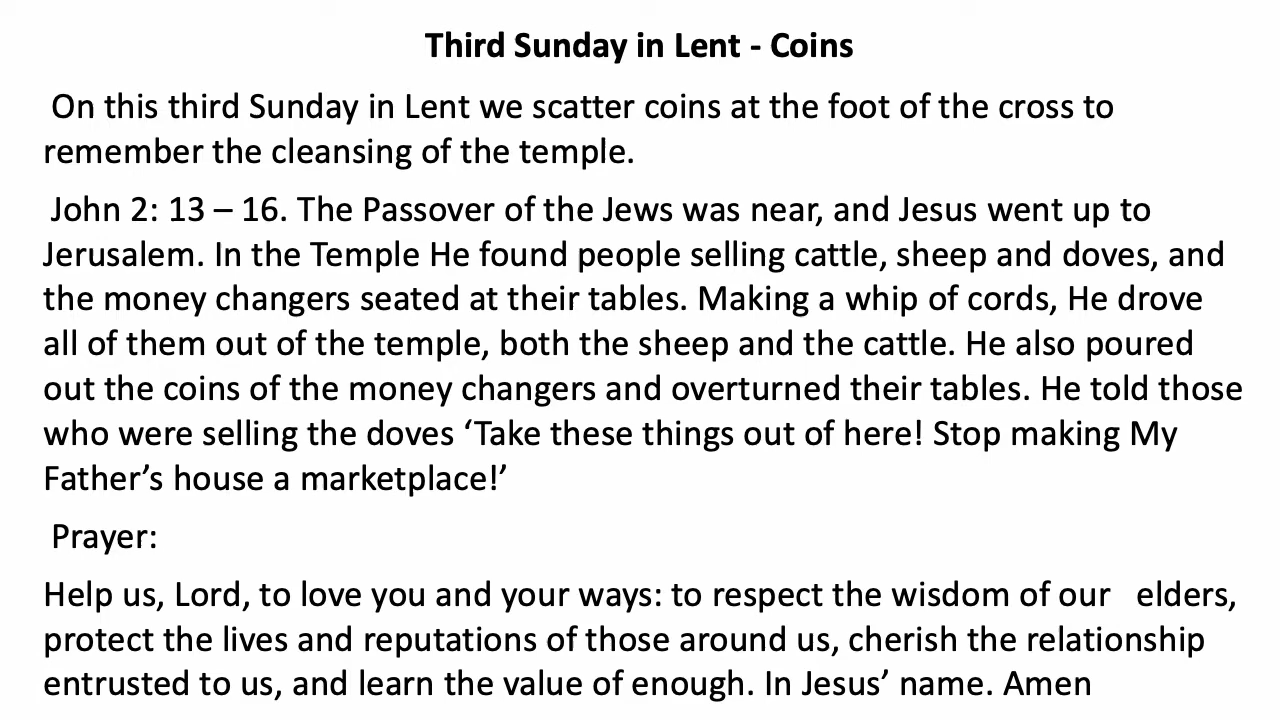 Third Sunday in Lent - Coins
On this third Sunday in Lent we scatter coins at the foot of the cross to
remember the cleansing of the temple.
John 2: 13 – 16. The Passover of the Jews was near, and Jesus went up to
Jerusalem. In the Temple He found people selling cattle, sheep and doves, and
the money changers seated at their tables. Making a whip of cords, He drove
all of them out of the temple, both the sheep and the cattle. He also poured
out the coins of the money changers and overturned their tables. He told those
who were selling the doves ‘Take these things out of here! Stop making My
Father’s house a marketplace!’
Prayer:
Help us, Lord, to love you and your ways: to respect the wisdom of our   elders,
protect the lives and reputations of those around us, cherish the relationship
entrusted to us, and learn the value of enough. In Jesus’ name. Amen